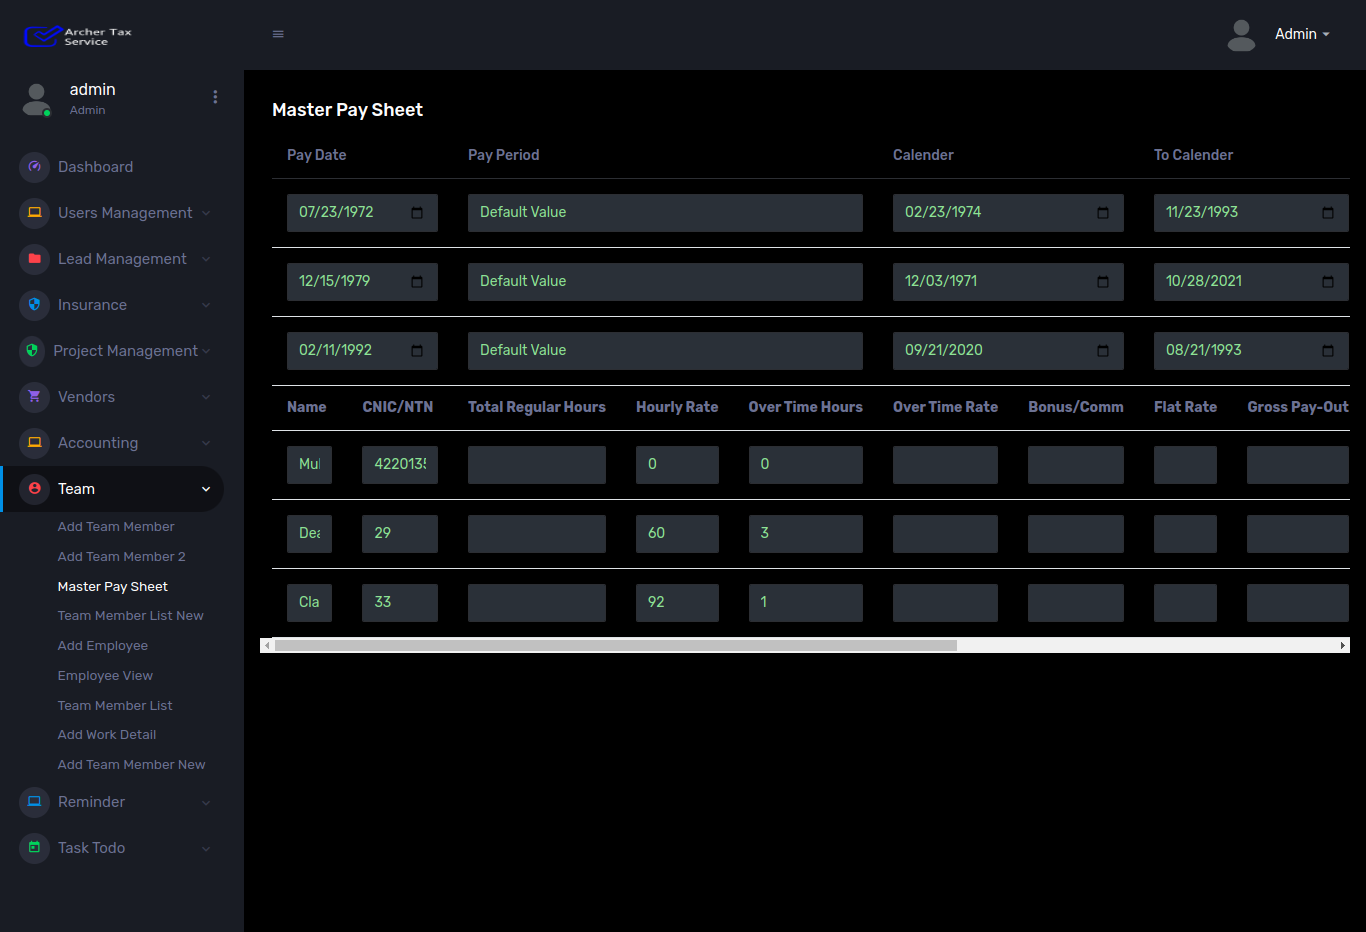 Archer Tax
Service
Admin
admin
Admin
Dashboard
Users Management
Lead Management
Insurance
Project Management
Vendors
Accounting
Team
Add Team Member
Add Team Member 2
Master Pay Sheet
Team Member List New
Add Employee
Employee View
Team Member List
Add Work Detail
Add Team Member New
Reminder
Task Todo
Master Pay Sheet
Pay Date Pay Period Calender To Calender
07/23/1972 Default Value 02/23/1974 11/23/1993
12/15/1979 Default Value 12/03/1971 10/28/2021
02/11/1992 Default Value 09/21/2020 08/21/1993
Name CNIC/NTN Total Regular Hours Hourly Rate Over Time Hours Over Time Rate Bonus/Comm Flat Rate Gross Pay-Out
0 0
29 60 3
Cla 33 92 1